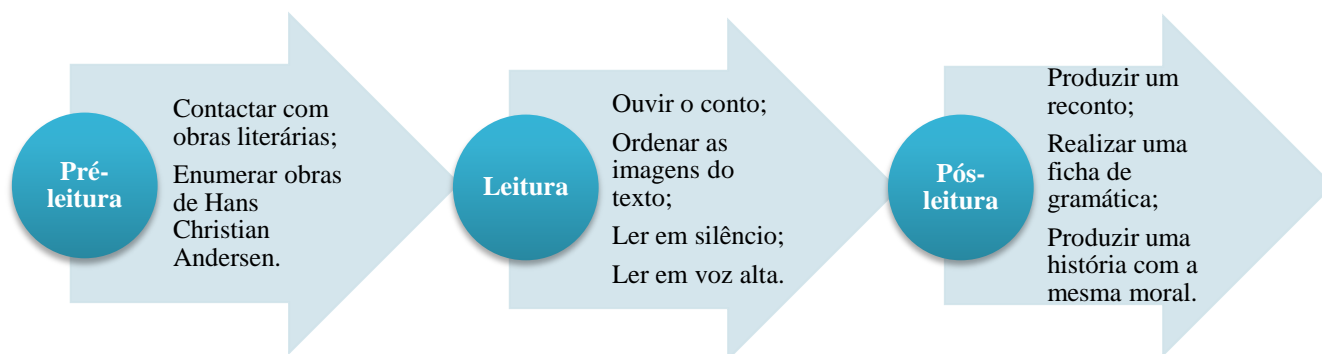 Pré-
leitura
Contactar com
obras literárias;
Enumerar obras
de Hans
Christian
Andersen.
Leitura
Ouvir o conto;
Ordenar as
imagens do
texto;
Ler em silêncio;
Ler em voz alta.
Pós-
leitura
Produzir um
reconto;
Realizar uma
ficha de
gramática;
Produzir uma
história com a
mesma moral.